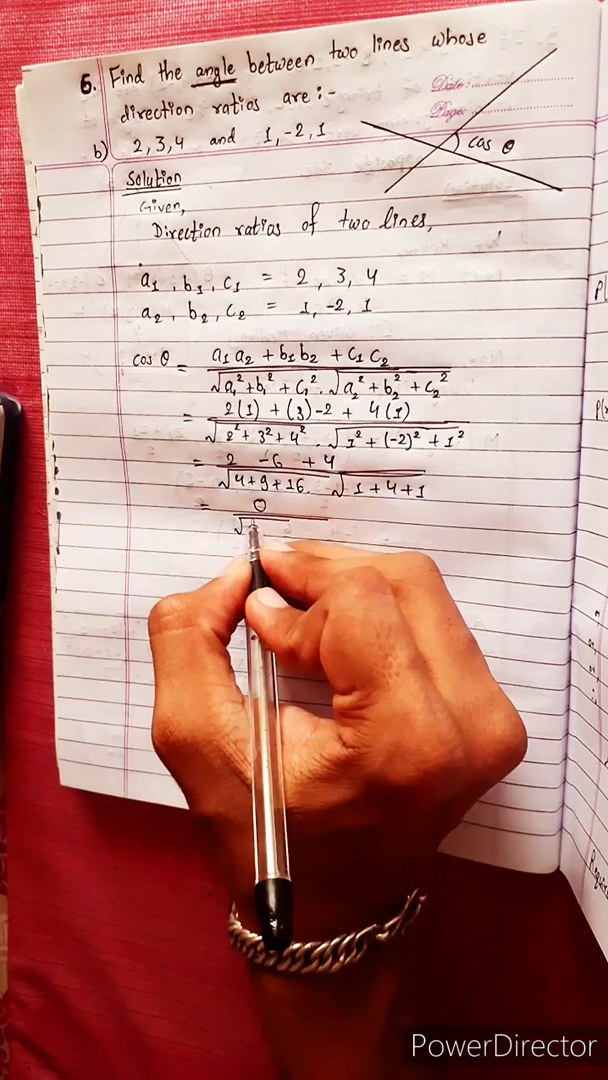 6. Find the angle between two lines whose
direction ratios are :-
Date:
Page:
b) 2, 3, 4 and 1, -2, 1
cos θ
Solution
Given,
Direction ratios of two lines,
a₁, b₁, c₁ = 2, 3, 4
a₂, b₂, c₂ = 1, -2, 1
cos θ = a₁a₂ + b₁b₂ + c₁c₂
√a₁²+b₁²+c₁² . √a₂²+b₂²+c₂²
= 2(1) + (3)-2 + 4(1)
√2²+3²+4² . √1²+(-2)²+1²
= 2 -6 +4
√4+9+16. √1+4+1
= 0
√
PowerDirector